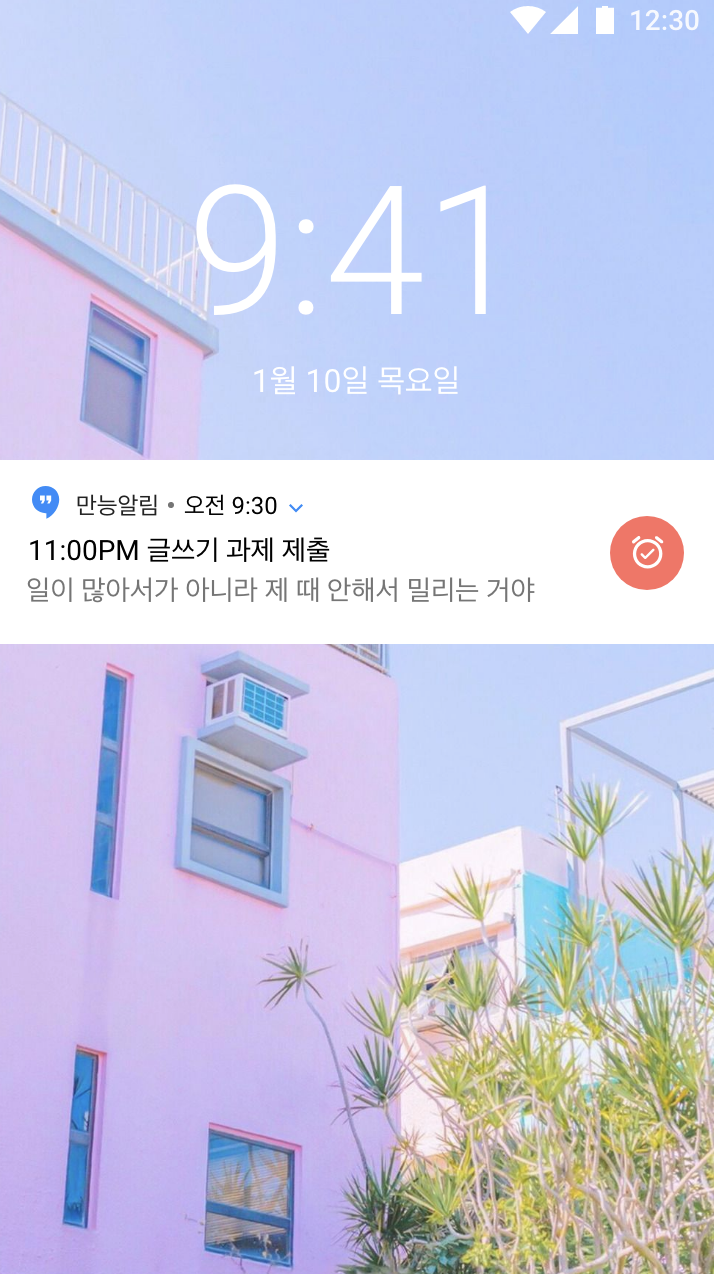 12:30
9:41
1월 10일 목요일
만능알림 • 오전 9:30
11:00PM 글쓰기 과제 제출
일이 많아서가 아니라 제 때 안해서 밀리는 거야